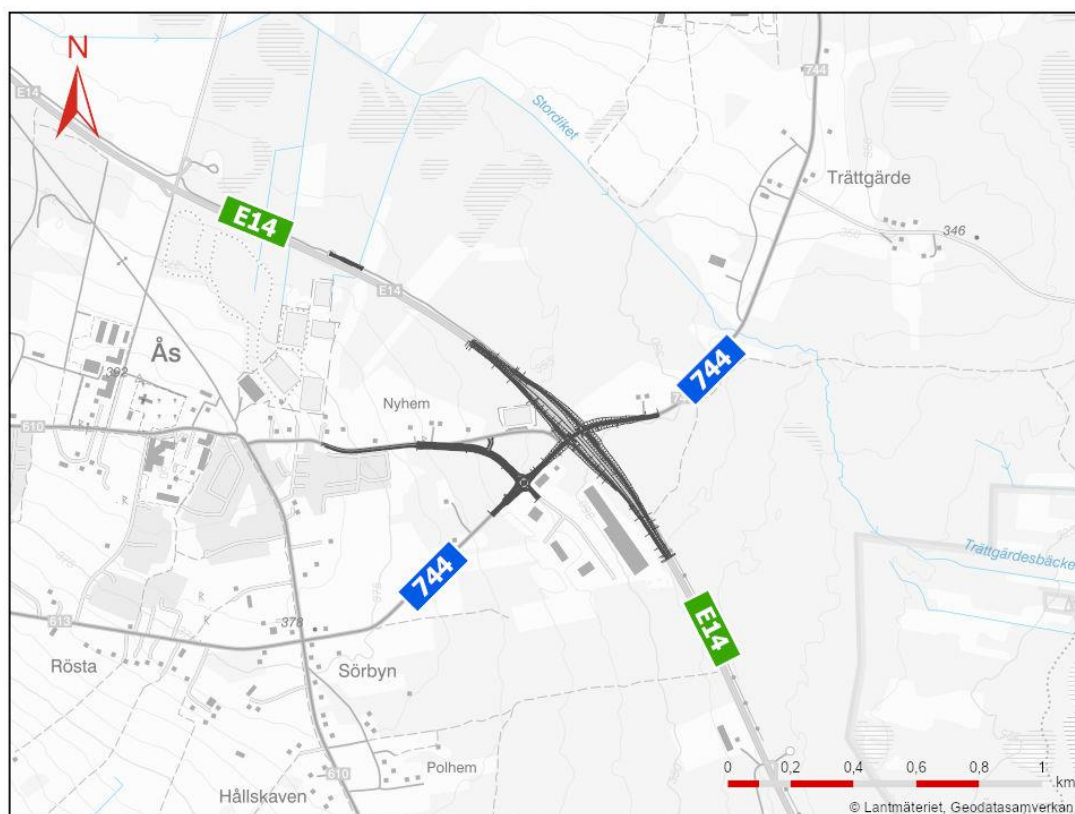 N
E14
744
Stordiket
Trättgärde
346
E14
E14
Ås
392
744
Nyhem
610
744
Trättgårdesbäcke
613
378
E14
Rösta
Sörbyn
610
Polhem
Hållskaven
0 0,2 0,4 0,6 0,8 1
km
© Lantmäteriet, Geodatasamverkan